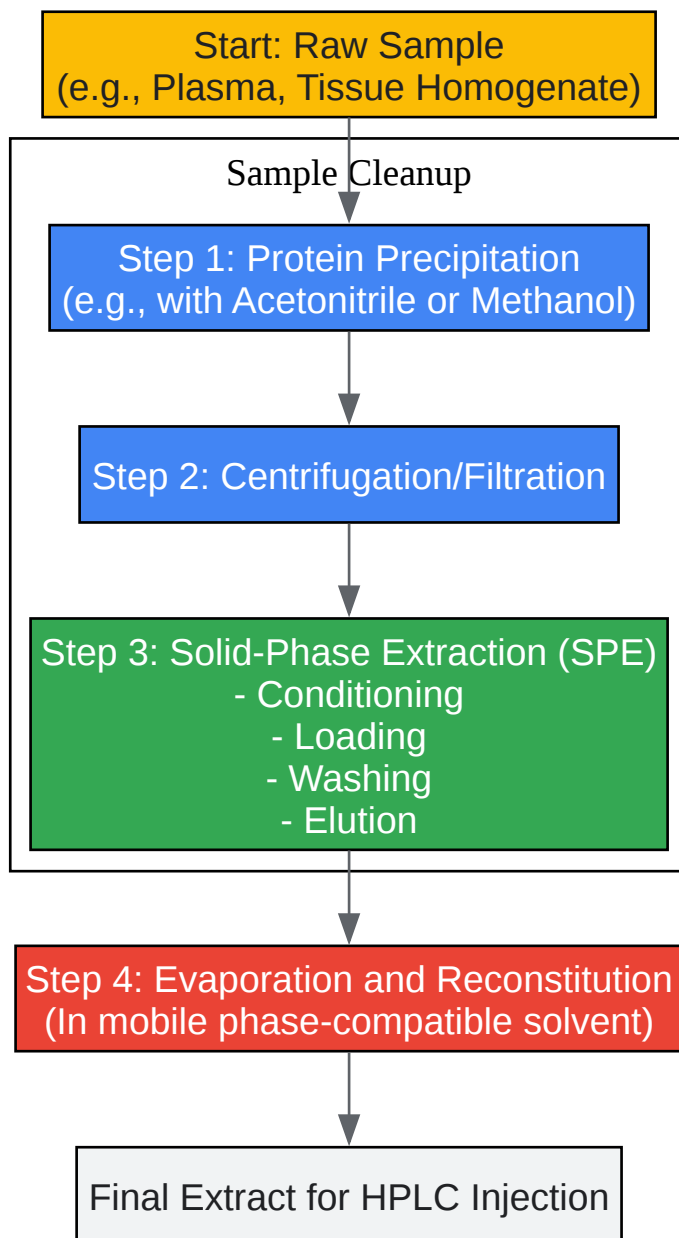 Start: Raw Sample
(e.g., Plasma, Tissue Homogenate)
Sample Cleanup
Step 1: Protein Precipitation
(e.g., with Acetonitrile or Methanol)
Step 2: Centrifugation/Filtration
Step 3: Solid-Phase Extraction (SPE)
- Conditioning
- Loading
- Washing
- Elution
Step 4: Evaporation and Reconstitution
(In mobile phase-compatible solvent)
Final Extract for HPLC Injection